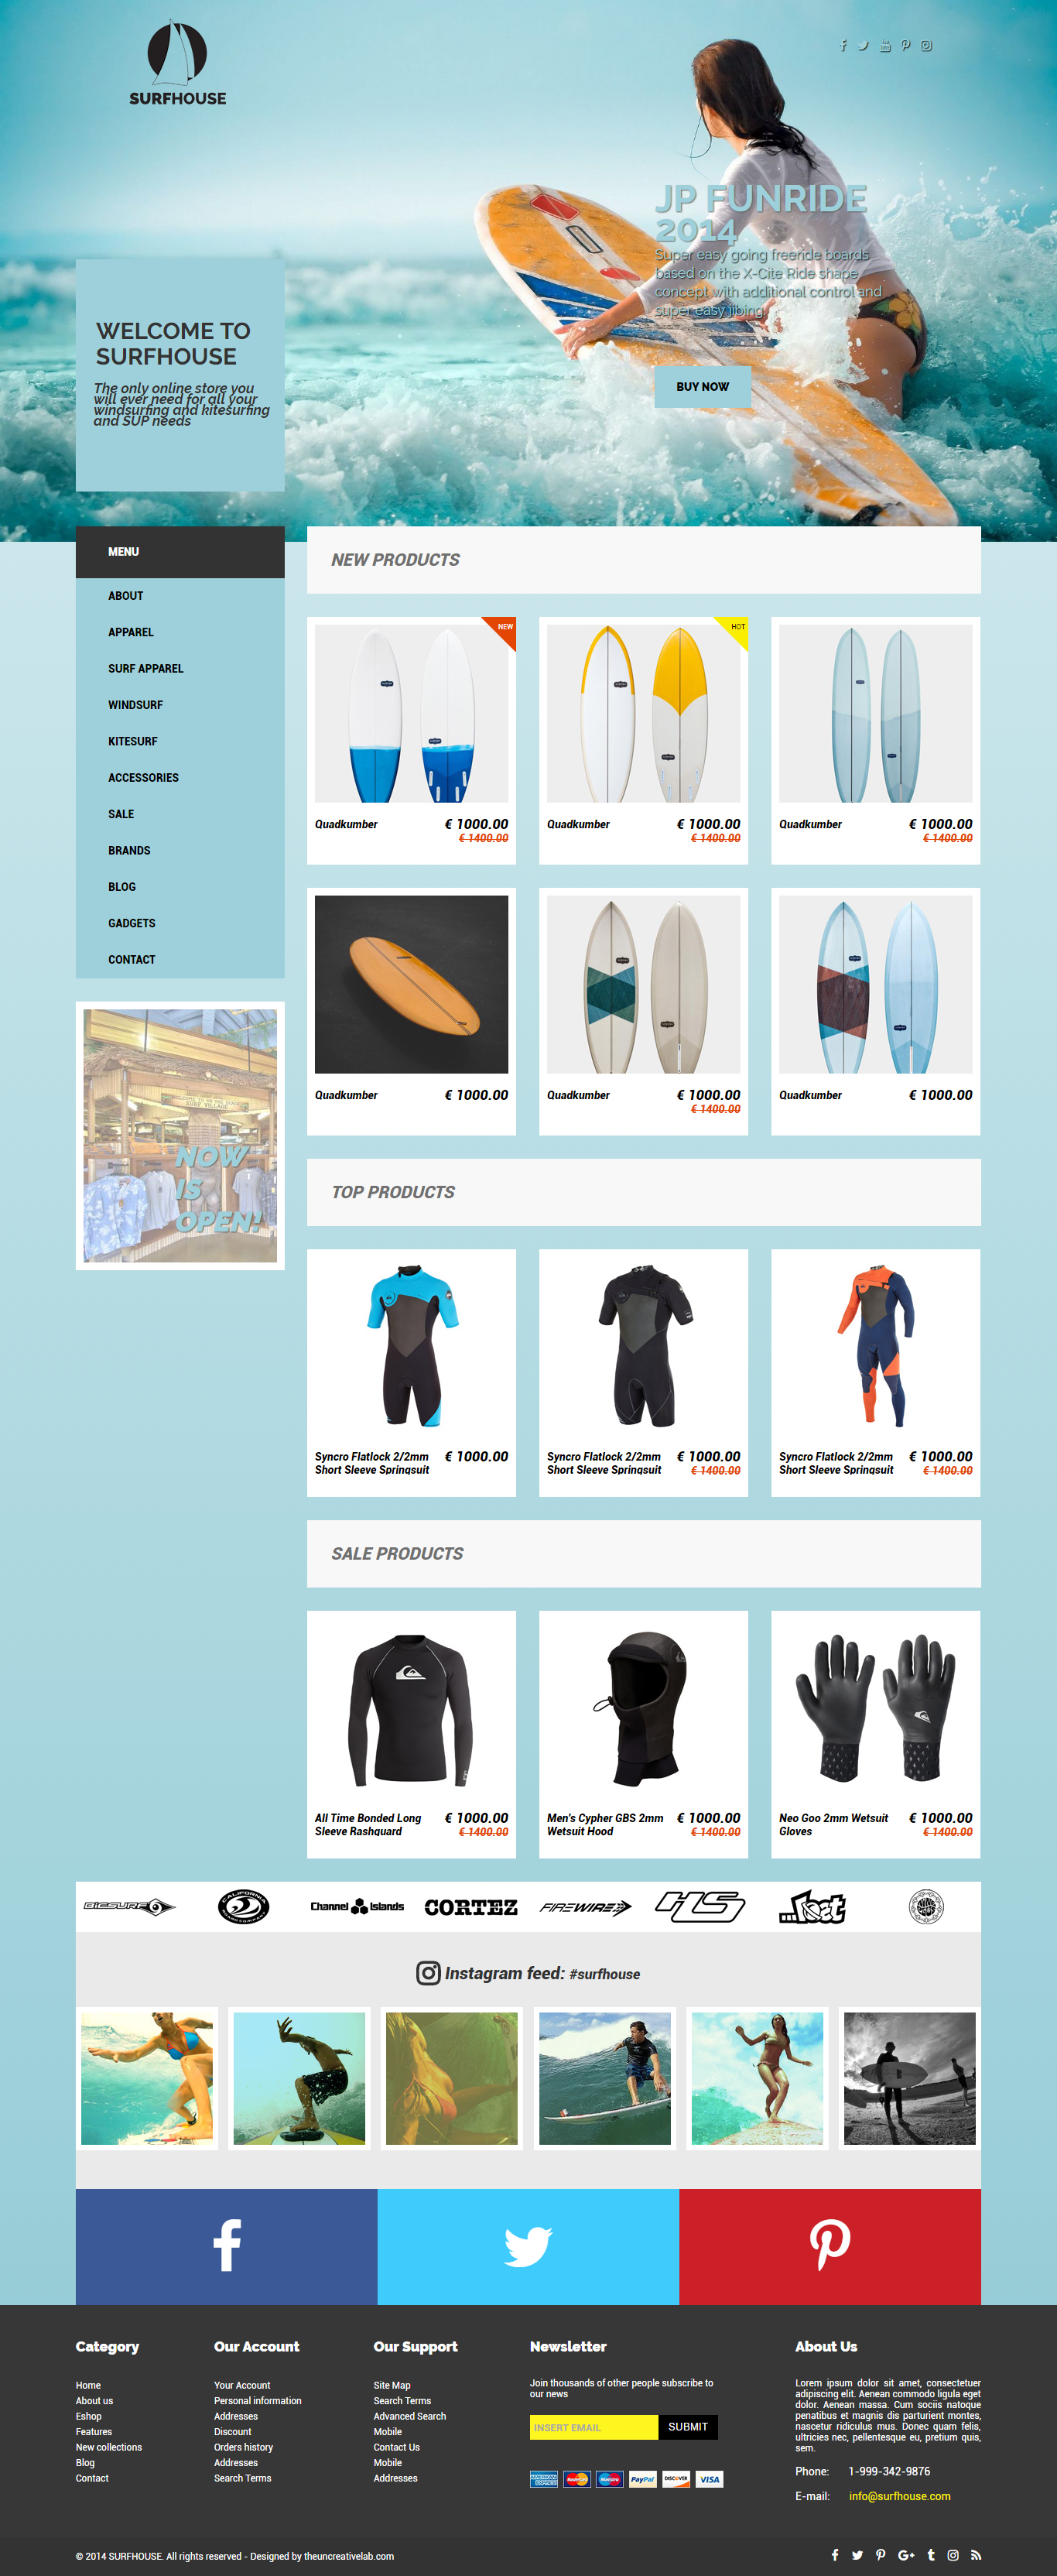 SURFHOUSE
JP FUNRIDE
2014
Super easy going freeride boards
based on the X-Cite Ride shape
concept with additional control and
super easy jibing.
BUY NOW
WELCOME TO
SURFHOUSE
The only online store you
will ever need for all your
windsurfing and kitesurfing
and SUP needs
MENU
ABOUT
APPAREL
SURF APPAREL
WINDSURF
KITESURF
ACCESSORIES
SALE
BRANDS
BLOG
GADGETS
CONTACT
NOW
IS
OPEN!
NEW PRODUCTS
NEW
HOT
Quadkumber € 1000.00
€ 1400.00
Quadkumber € 1000.00
€ 1400.00
Quadkumber € 1000.00
€ 1400.00
Quadkumber € 1000.00
Quadkumber € 1000.00
€ 1400.00
Quadkumber € 1000.00
TOP PRODUCTS
Syncro Flatlock 2/2mm € 1000.00
Short Sleeve Springsuit
Syncro Flatlock 2/2mm € 1000.00
Short Sleeve Springsuit € 1400.00
Syncro Flatlock 2/2mm € 1000.00
Short Sleeve Springsuit € 1400.00
SALE PRODUCTS
All Time Bonded Long € 1000.00
Sleeve Rashguard € 1400.00
Men's Cypher GBS 2mm € 1000.00
Wetsuit Hood € 1400.00
Neo Goo 2mm Wetsuit € 1000.00
Gloves € 1400.00
BICSURF
CALIFORNIA
Channel Islands
CORTEZ
FIREWIRE
HS
Instagram feed: #surfhouse
Category
Home
About us
Eshop
Features
New collections
Blog
Contact
Our Account
Your Account
Personal information
Addresses
Discount
Orders history
Addresses
Search Terms
Our Support
Site Map
Search Terms
Advanced Search
Mobile
Contact Us
Mobile
Addresses
Newsletter
Join thousands of other people subscribe to
our news
INSERT EMAIL SUBMIT
AMERICAN EXPRESS MasterCard Maestro PayPal DISCOVER VISA
About Us
Lorem ipsum dolor sit amet, consectetuer
adipiscing elit. Aenean commodo ligula eget
dolor. Aenean massa. Cum sociis natoque
penatibus et magnis dis parturient montes,
nascetur ridiculus mus. Donec quam felis,
ultricies nec, pellentesque eu, pretium quis,
sem.
Phone: 1-999-342-9876
E-mail: info@surfhouse.com
© 2014 SURFHOUSE. All rights reserved - Designed by theuncreativelab.com